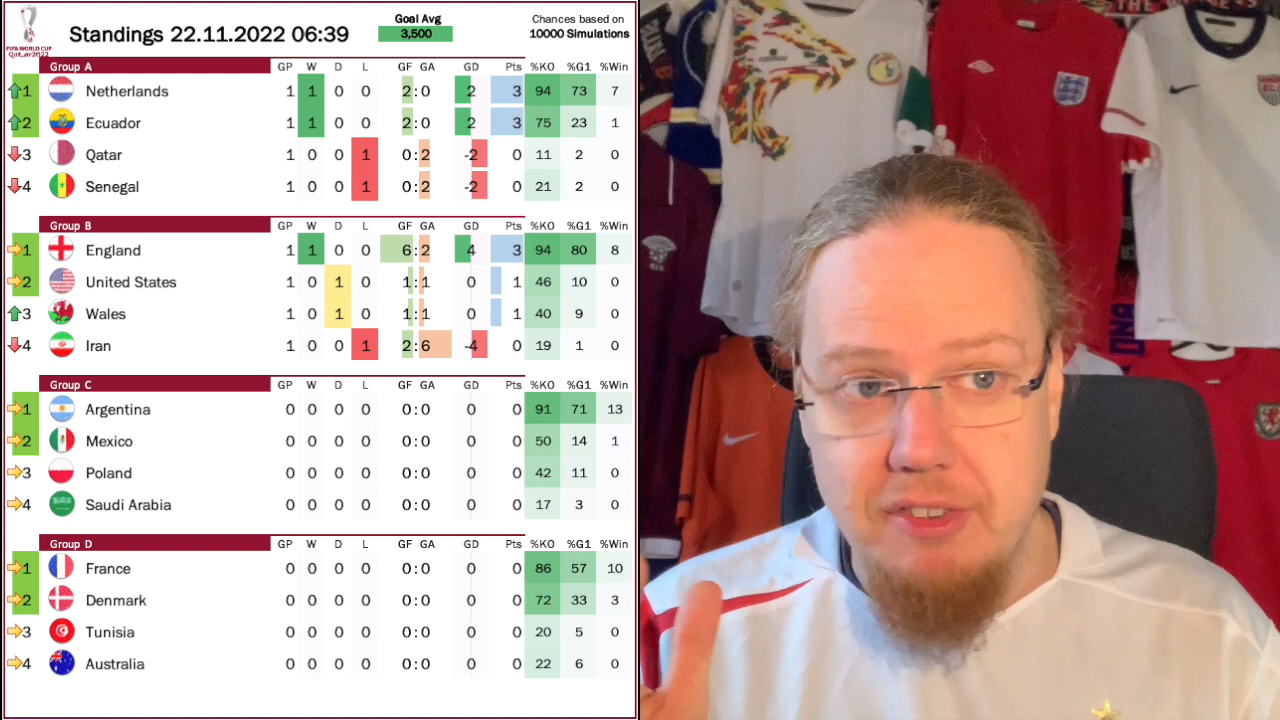 FIFA WORLD CUP
Qatar2022
Standings 22.11.2022 06:39
Goal Avg
3,500
Chances based on
10000 Simulations
Group A GP W D L GF GA GD Pts %KO %G1 %Win
1 Netherlands 1 1 0 0 2:0 2 3 94 73 7
2 Ecuador 1 1 0 0 2:0 2 3 75 23 1
3 Qatar 1 0 0 1 0:2 -2 0 11 2 0
4 Senegal 1 0 0 1 0:2 -2 0 21 2 0
Group B GP W D L GF GA GD Pts %KO %G1 %Win
1 England 1 1 0 0 6:2 4 3 94 80 8
2 United States 1 0 1 0 1:1 0 1 46 10 0
3 Wales 1 0 1 0 1:1 0 1 40 9 0
4 Iran 1 0 0 1 2:6 -4 0 19 1 0
Group C GP W D L GF GA GD Pts %KO %G1 %Win
1 Argentina 0 0 0 0 0:0 0 0 91 71 13
2 Mexico 0 0 0 0 0:0 0 0 50 14 1
3 Poland 0 0 0 0 0:0 0 0 42 11 0
4 Saudi Arabia 0 0 0 0 0:0 0 0 17 3 0
Group D GP W D L GF GA GD Pts %KO %G1 %Win
1 France 0 0 0 0 0:0 0 0 86 57 10
2 Denmark 0 0 0 0 0:0 0 0 72 33 3
3 Tunisia 0 0 0 0 0:0 0 0 20 5 0
4 Australia 0 0 0 0 0:0 0 0 22 6 0